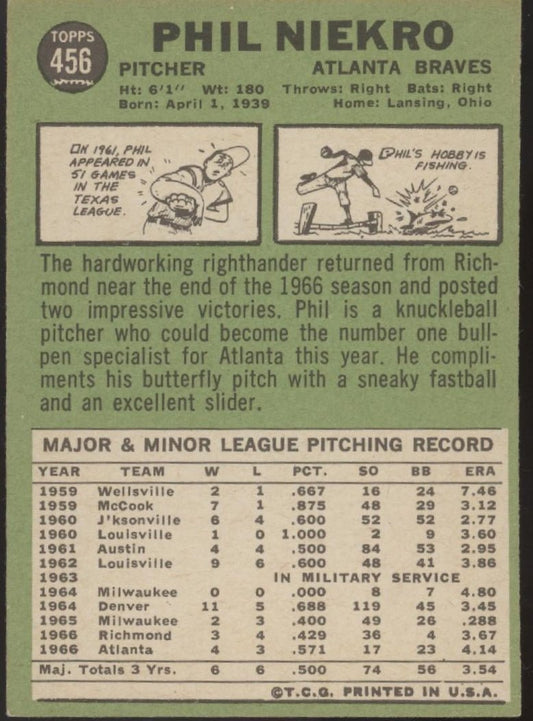 TOPPS
456
PHIL NIEKRO
PITCHER ATLANTA BRAVES
Ht: 6'1" Wt: 180 Throws: Right Bats: Right
Born: April 1, 1939 Home: Lansing, Ohio
IN 1961, PHIL
APPEARED IN
51 GAMES
IN THE
TEXAS
LEAGUE.
PHIL'S HOBBY IS
FISHING.
The hardworking righthander returned from Rich-
mond near the end of the 1966 season and posted
two impressive victories. Phil is a knuckleball
pitcher who could become the number one bull-
pen specialist for Atlanta this year. He compli-
ments his butterfly pitch with a sneaky fastball
and an excellent slider.
MAJOR & MINOR LEAGUE PITCHING RECORD
YEAR TEAM W L PCT. SO BB ERA
1959 Wellsville 2 1 .667 16 24 7.46
1959 McCook 7 1 .875 48 29 3.12
1960 J'ksonville 6 4 .600 52 52 2.77
1960 Louisville 1 0 1.000 2 9 3.60
1961 Austin 4 4 .500 84 53 2.95
1962 Louisville 9 6 .600 48 41 3.86
1963 IN MILITARY SERVICE
1964 Milwaukee 0 0 .000 8 7 4.80
1964 Denver 11 5 .688 119 45 3.45
1965 Milwaukee 2 3 .400 49 26 .288
1966 Richmond 3 4 .429 36 4 3.67
1966 Atlanta 4 3 .571 17 23 4.14
Maj. Totals 3 Yrs. 6 6 .500 74 56 3.54
©T.C.G. PRINTED IN U.S.A.